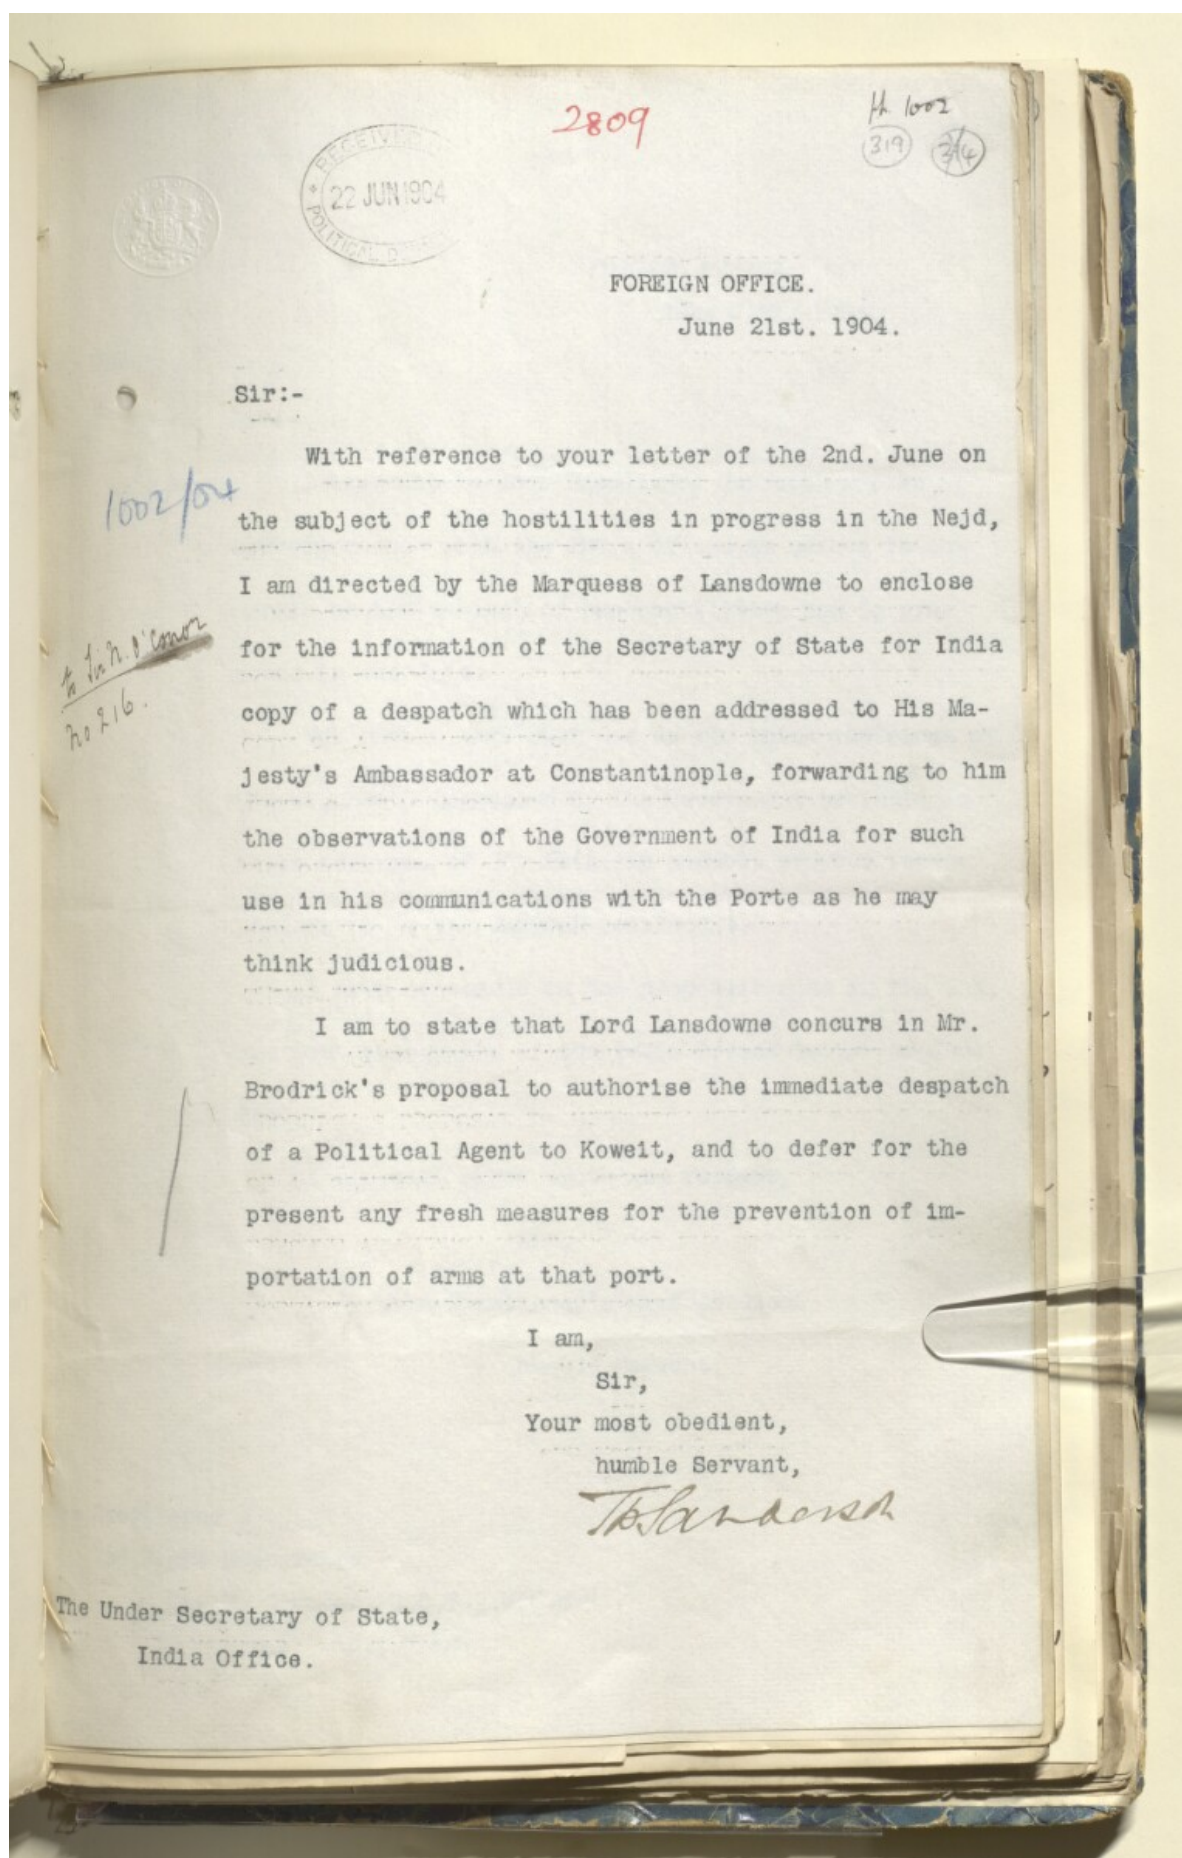 2809
1002
319
RECEIV
22 JUN 1904
POLITICAL D
FOREIGN OFFICE.
June 21st. 1904.
Sir:-
With reference to your letter of the 2nd. June on
1002/04
the subject of the hostilities in progress in the Nejd,
I am directed by the Marquess of Lansdowne to enclose
to Sir N. O'Conor
No 216.
for the information of the Secretary of State for India
copy of a despatch which has been addressed to His Ma-
jesty's Ambassador at Constantinople, forwarding to him
the observations of the Government of India for such
use in his communications with the Porte as he may
think judicious.
I am to state that Lord Lansdowne concurs in Mr.
Brodrick's proposal to authorise the immediate despatch
of a Political Agent to Koweit, and to defer for the
present any fresh measures for the prevention of im-
portation of arms at that port.
I am,
Sir,
Your most obedient,
humble Servant,
Sanderson
The Under Secretary of State,
India Office.